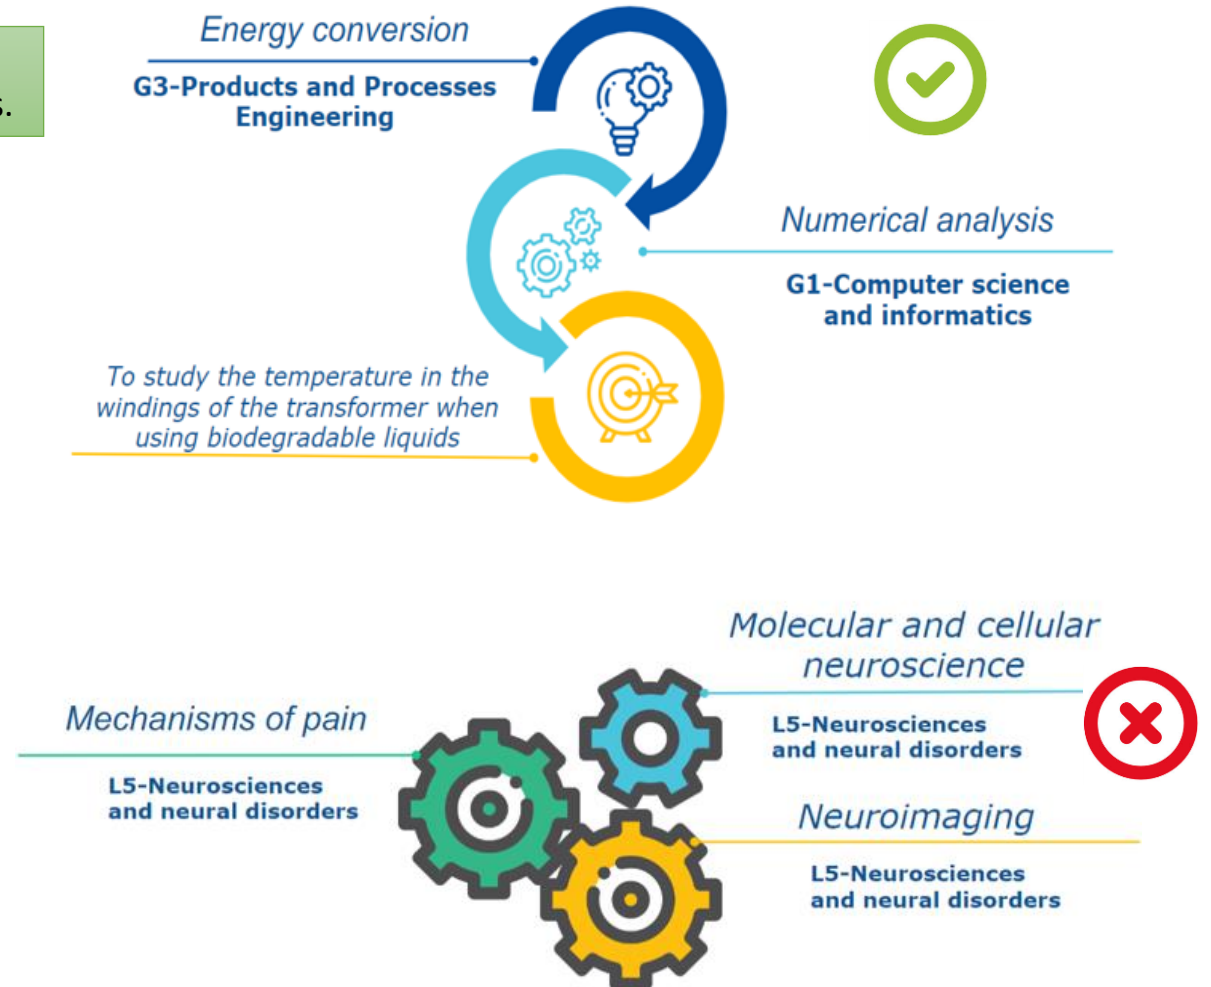 s.
Energy conversion
G3-Products and Processes
Engineering
Numerical analysis
G1-Computer science
and informatics
To study the temperature in the
windings of the transformer when
using biodegradable liquids
Molecular and cellular
neuroscience
L5-Neurosciences
and neural disorders
Mechanisms of pain
L5-Neurosciences
and neural disorders
Neuroimaging
L5-Neurosciences
and neural disorders